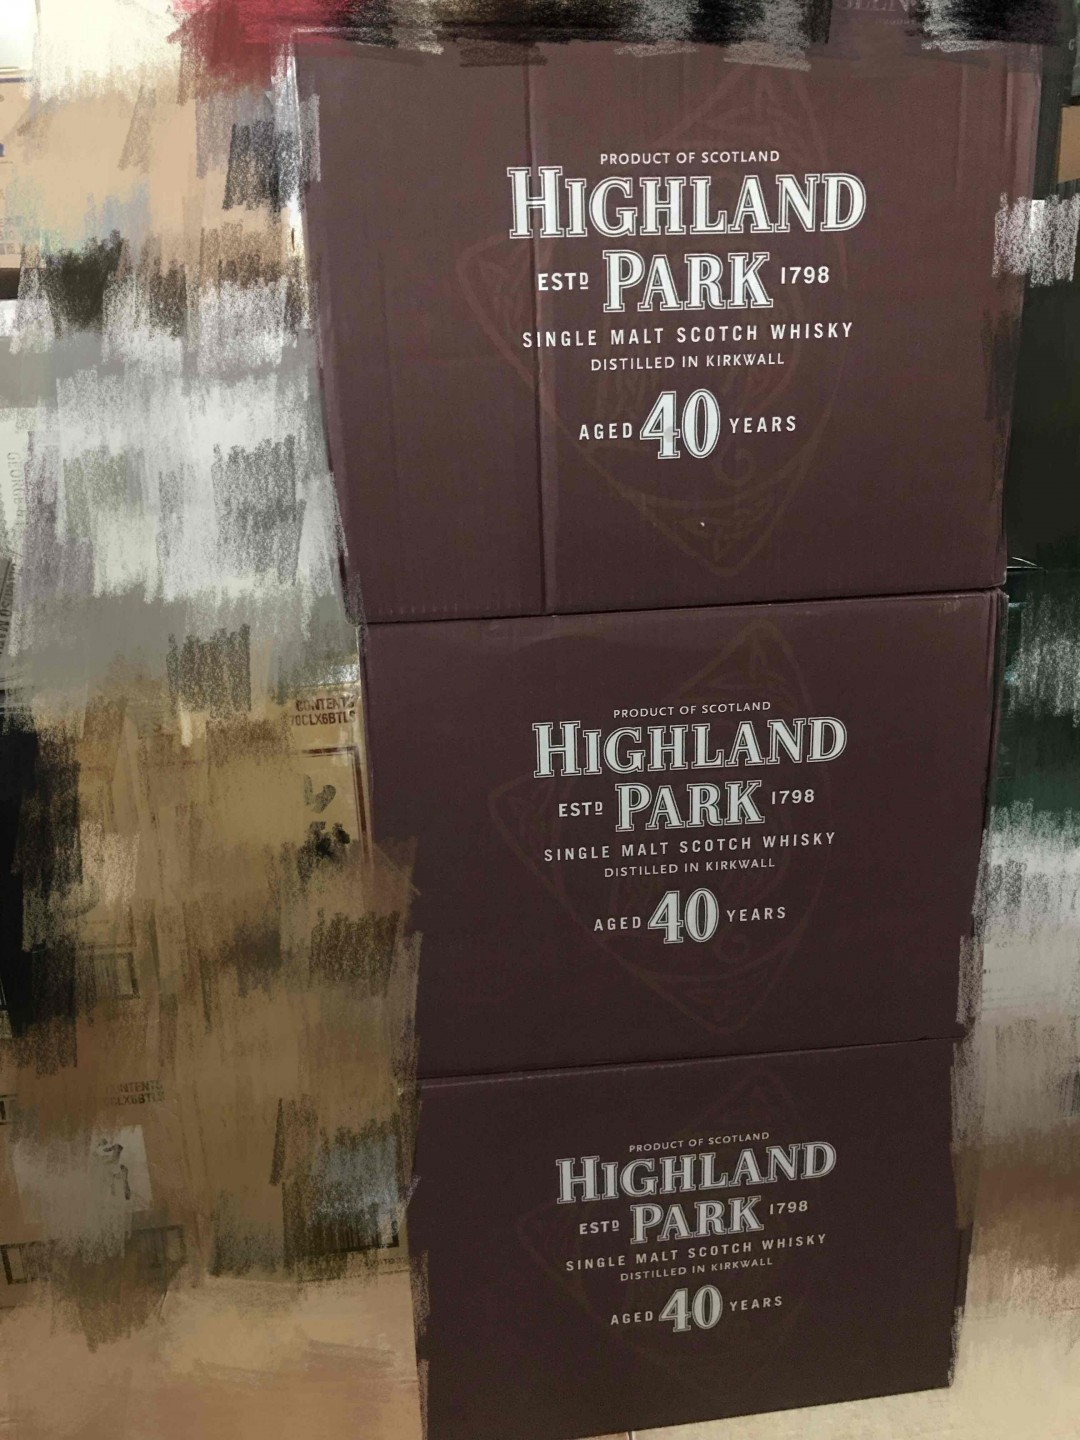 PRODUCT OF SCOTLAND
HIGHLAND
ESTD PARK 1798
SINGLE MALT SCOTCH WHISKY
DISTILLED IN KIRKWALL
AGED 40 YEARS
CONTENTS
70CLX6BTLS
PRODUCT OF SCOTLAND
HIGHLAND
ESTD PARK 1798
SINGLE MALT SCOTCH WHISKY
DISTILLED IN KIRKWALL
AGED 40 YEARS
PRODUCT OF SCOTLAND
HIGHLAND
ESTD PARK 1798
SINGLE MALT SCOTCH WHISKY
DISTILLED IN KIRKWALL
AGED 40 YEARS